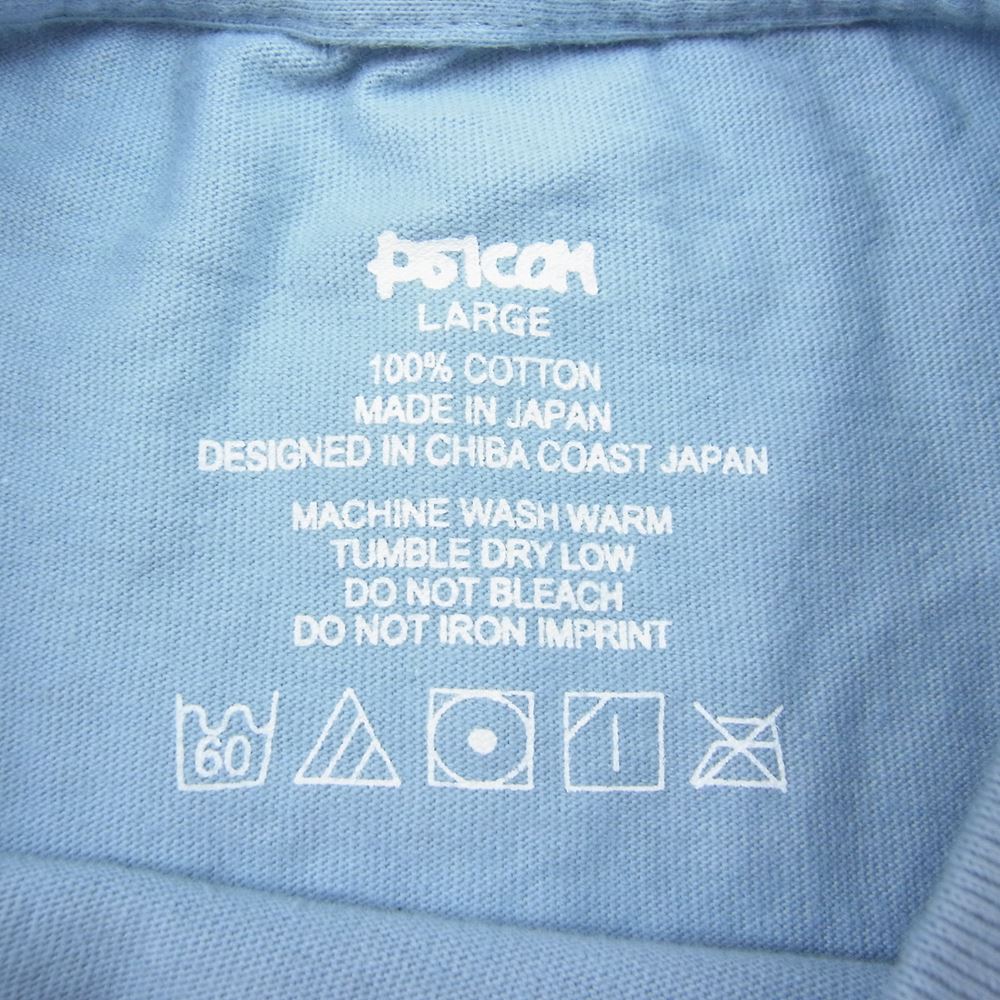 LARGE
100% COTTON
MADE IN JAPAN
DESIGNED IN CHIBA COAST JAPAN
MACHINE WASH WARM
TUMBLE DRY LOW
DO NOT BLEACH
DO NOT IRON IMPRINT
60